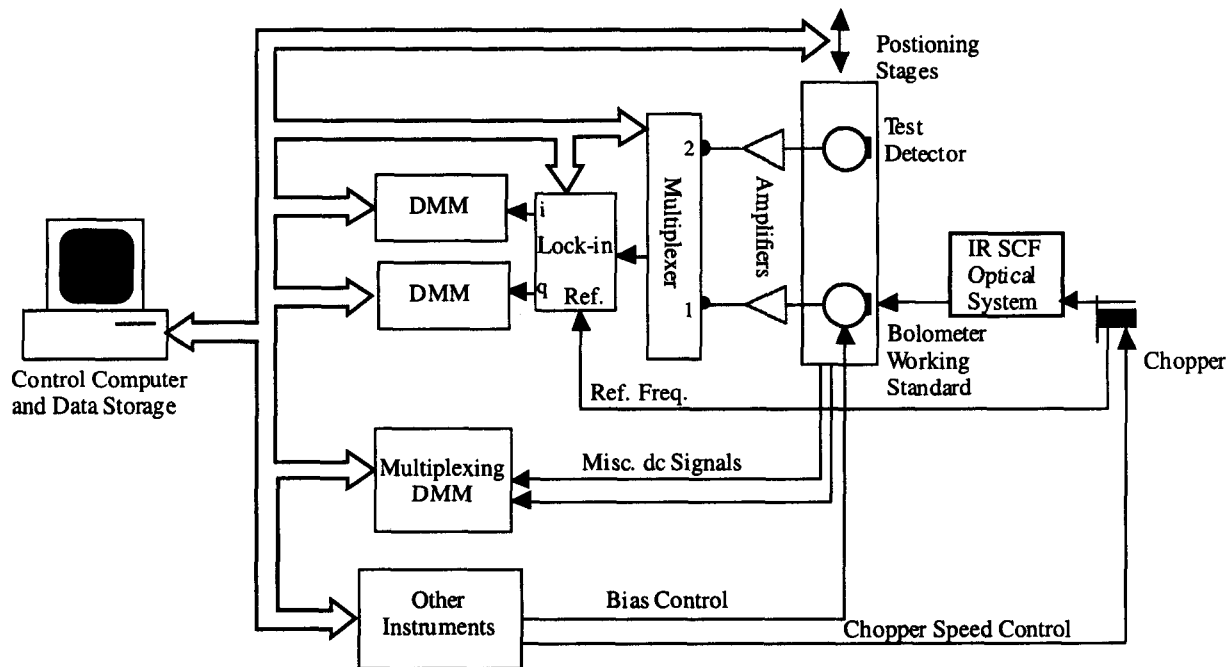 Postioning
Stages
Test
Detector
2
Amplifiers
Multiplexer
1
DMM
i
Lock-in
DMM
q
Ref.
IR SCF
Optical
System
Bolometer
Working
Standard
Chopper
Control Computer
and Data Storage
Ref. Freq.
Multiplexing
DMM
Misc. dc Signals
Other
Instruments
Bias Control
Chopper Speed Control